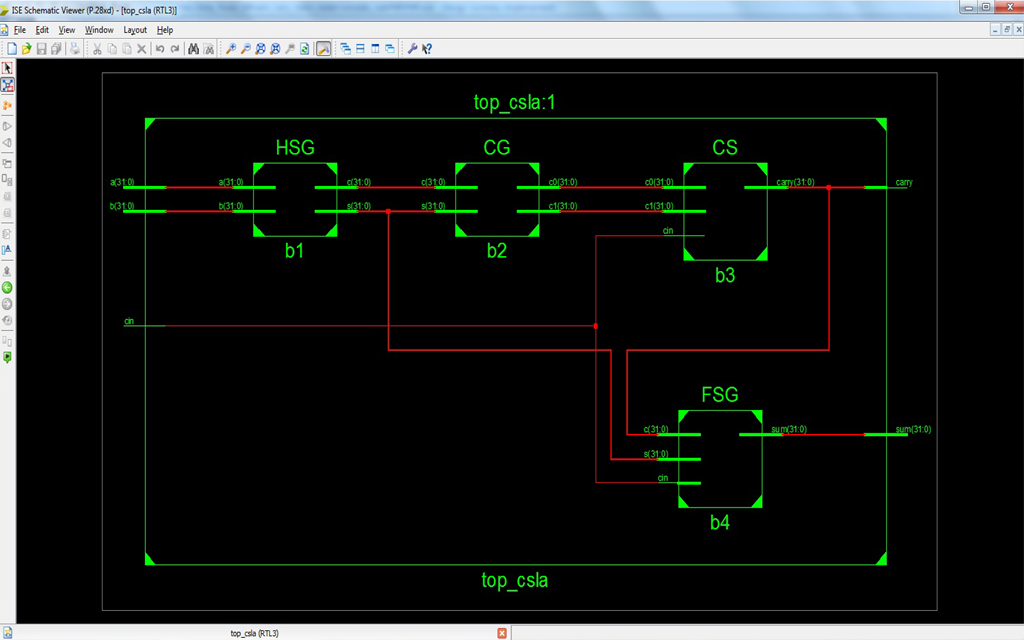 ISE Schematic Viewer (P.28xd) - [top_csla (RTL3)]
File Edit View Window Layout Help
top_csla:1
HSG CG CS
a(31:0) a(31:0) c(31:0) c(31:0) c0(31:0) c0(31:0) carry(31:0) carry
b(31:0) b(31:0) s(31:0) s(31:0) c1(31:0) c1(31:0)
cin
b1 b2
b3
cin
FSG
c(31:0) sum(31:0) sum(31:0)
s(31:0)
cin
b4
top_csla
top_csla (RTL3)